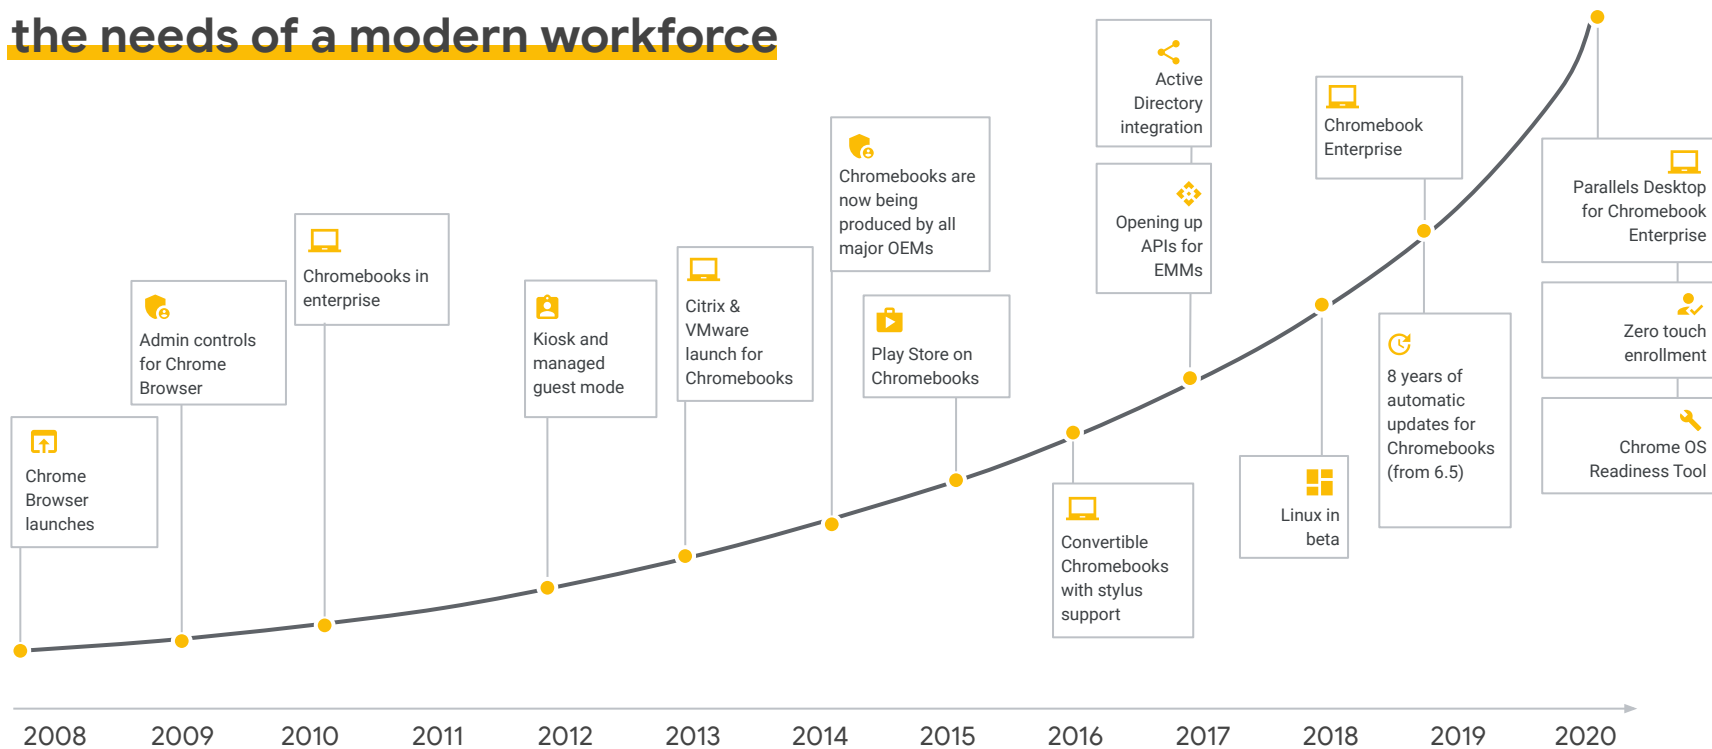 the needs of a modern workforce
Chrome
Browser
launches
Admin controls
for Chrome
Browser
Chromebooks in
enterprise
Kiosk and
managed
guest mode
Citrix &
VMware
launch for
Chromebooks
Chromebooks are
now being
produced by all
major OEMs
Play Store on
Chromebooks
Convertible
Chromebooks
with stylus
support
Active
Directory
integration
Opening up
APIs for
EMMs
Linux in
beta
Chromebook
Enterprise
8 years of
automatic
updates for
Chromebooks
(from 6.5)
Parallels Desktop
for Chromebook
Enterprise
Zero touch
enrollment
Chrome OS
Readiness Tool
2008 2009 2010 2011 2012 2013 2014 2015 2016 2017 2018 2019 2020